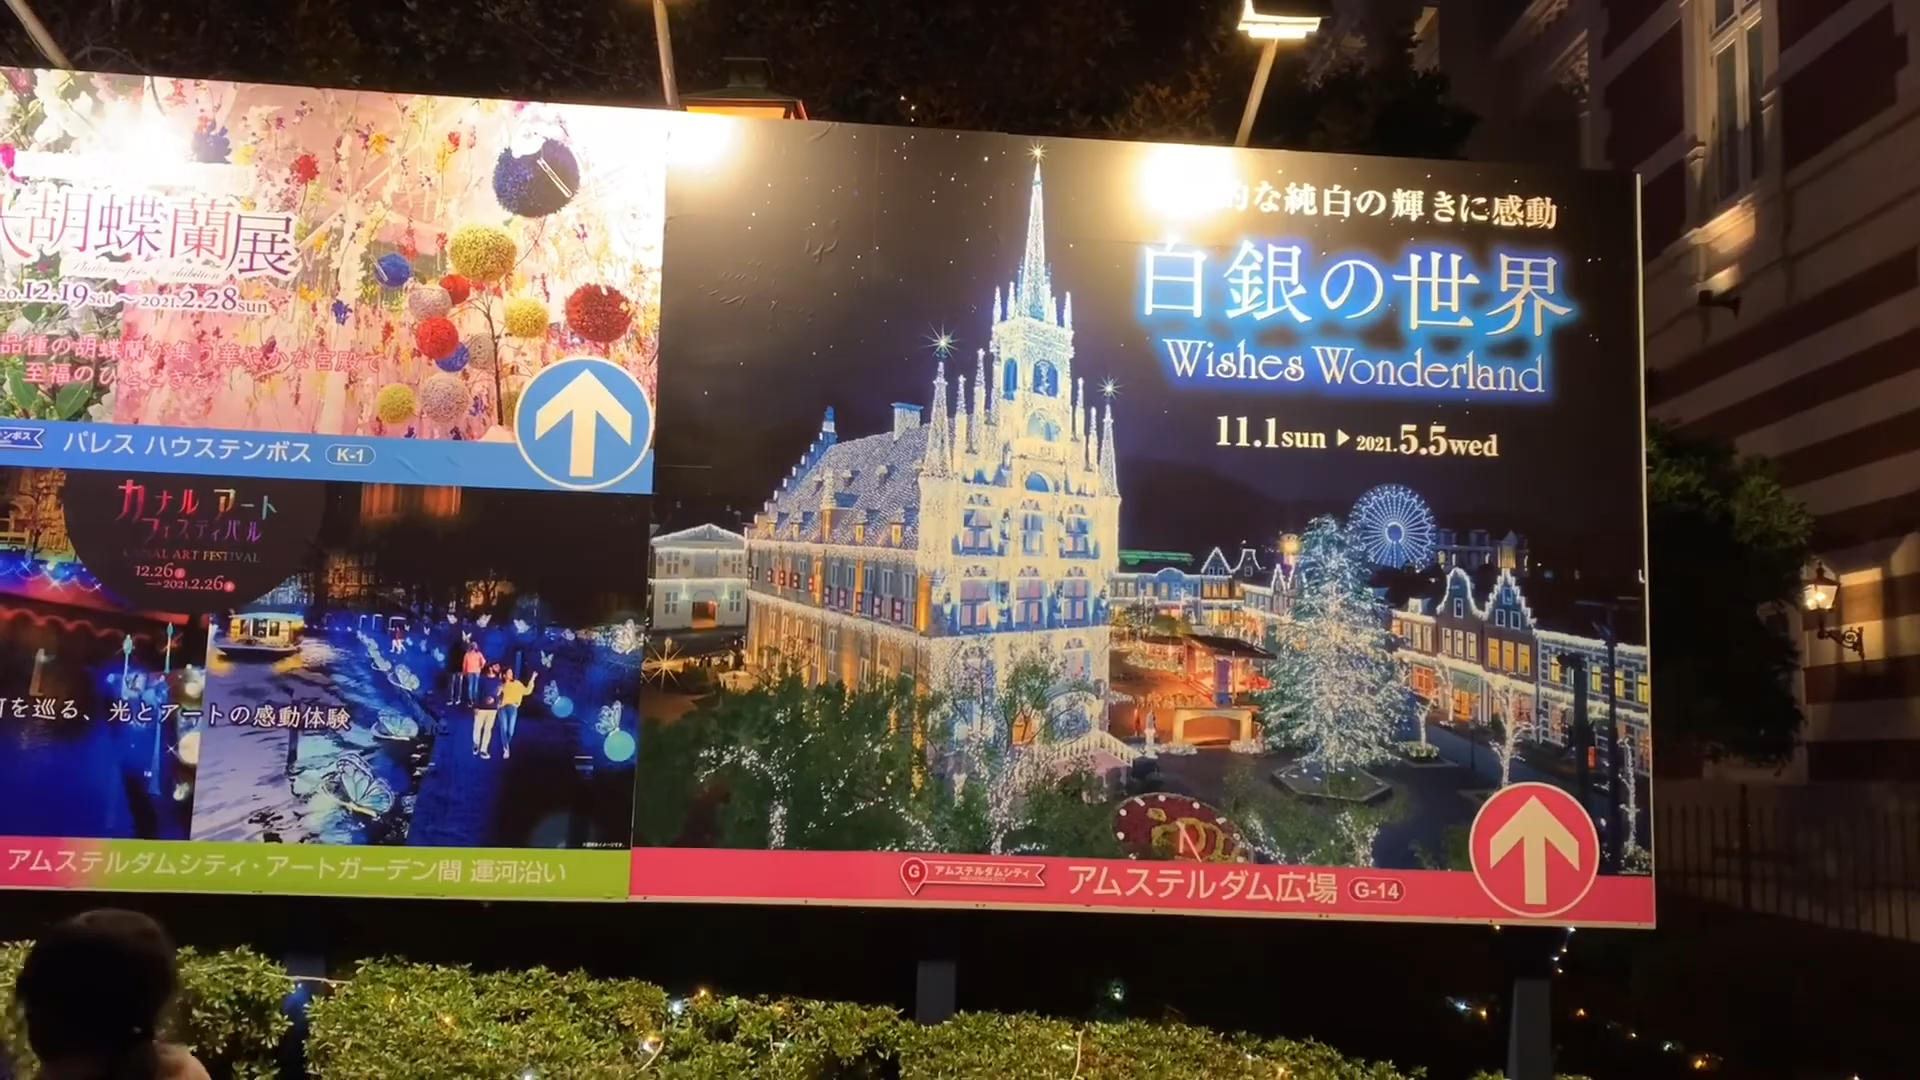 胡蝶蘭展
12.19sat～2021.2.28sun
品種の胡蝶蘭が集う華やかな宮殿で
至福のひとときを
パレス ハウステンボス K-1
カナル アート
フェスティバル
CANAL ART FESTIVAL
12.26
2021.2.26
を巡る、光とアートの感動体験
アムステルダムシティ・アートガーデン間 運河沿い
的な純白の輝きに感動
白銀の世界
Wishes Wonderland
11.1sun ▶ 2021.5.5wed
G アムステルダムシティ アムステルダム広場 G-14